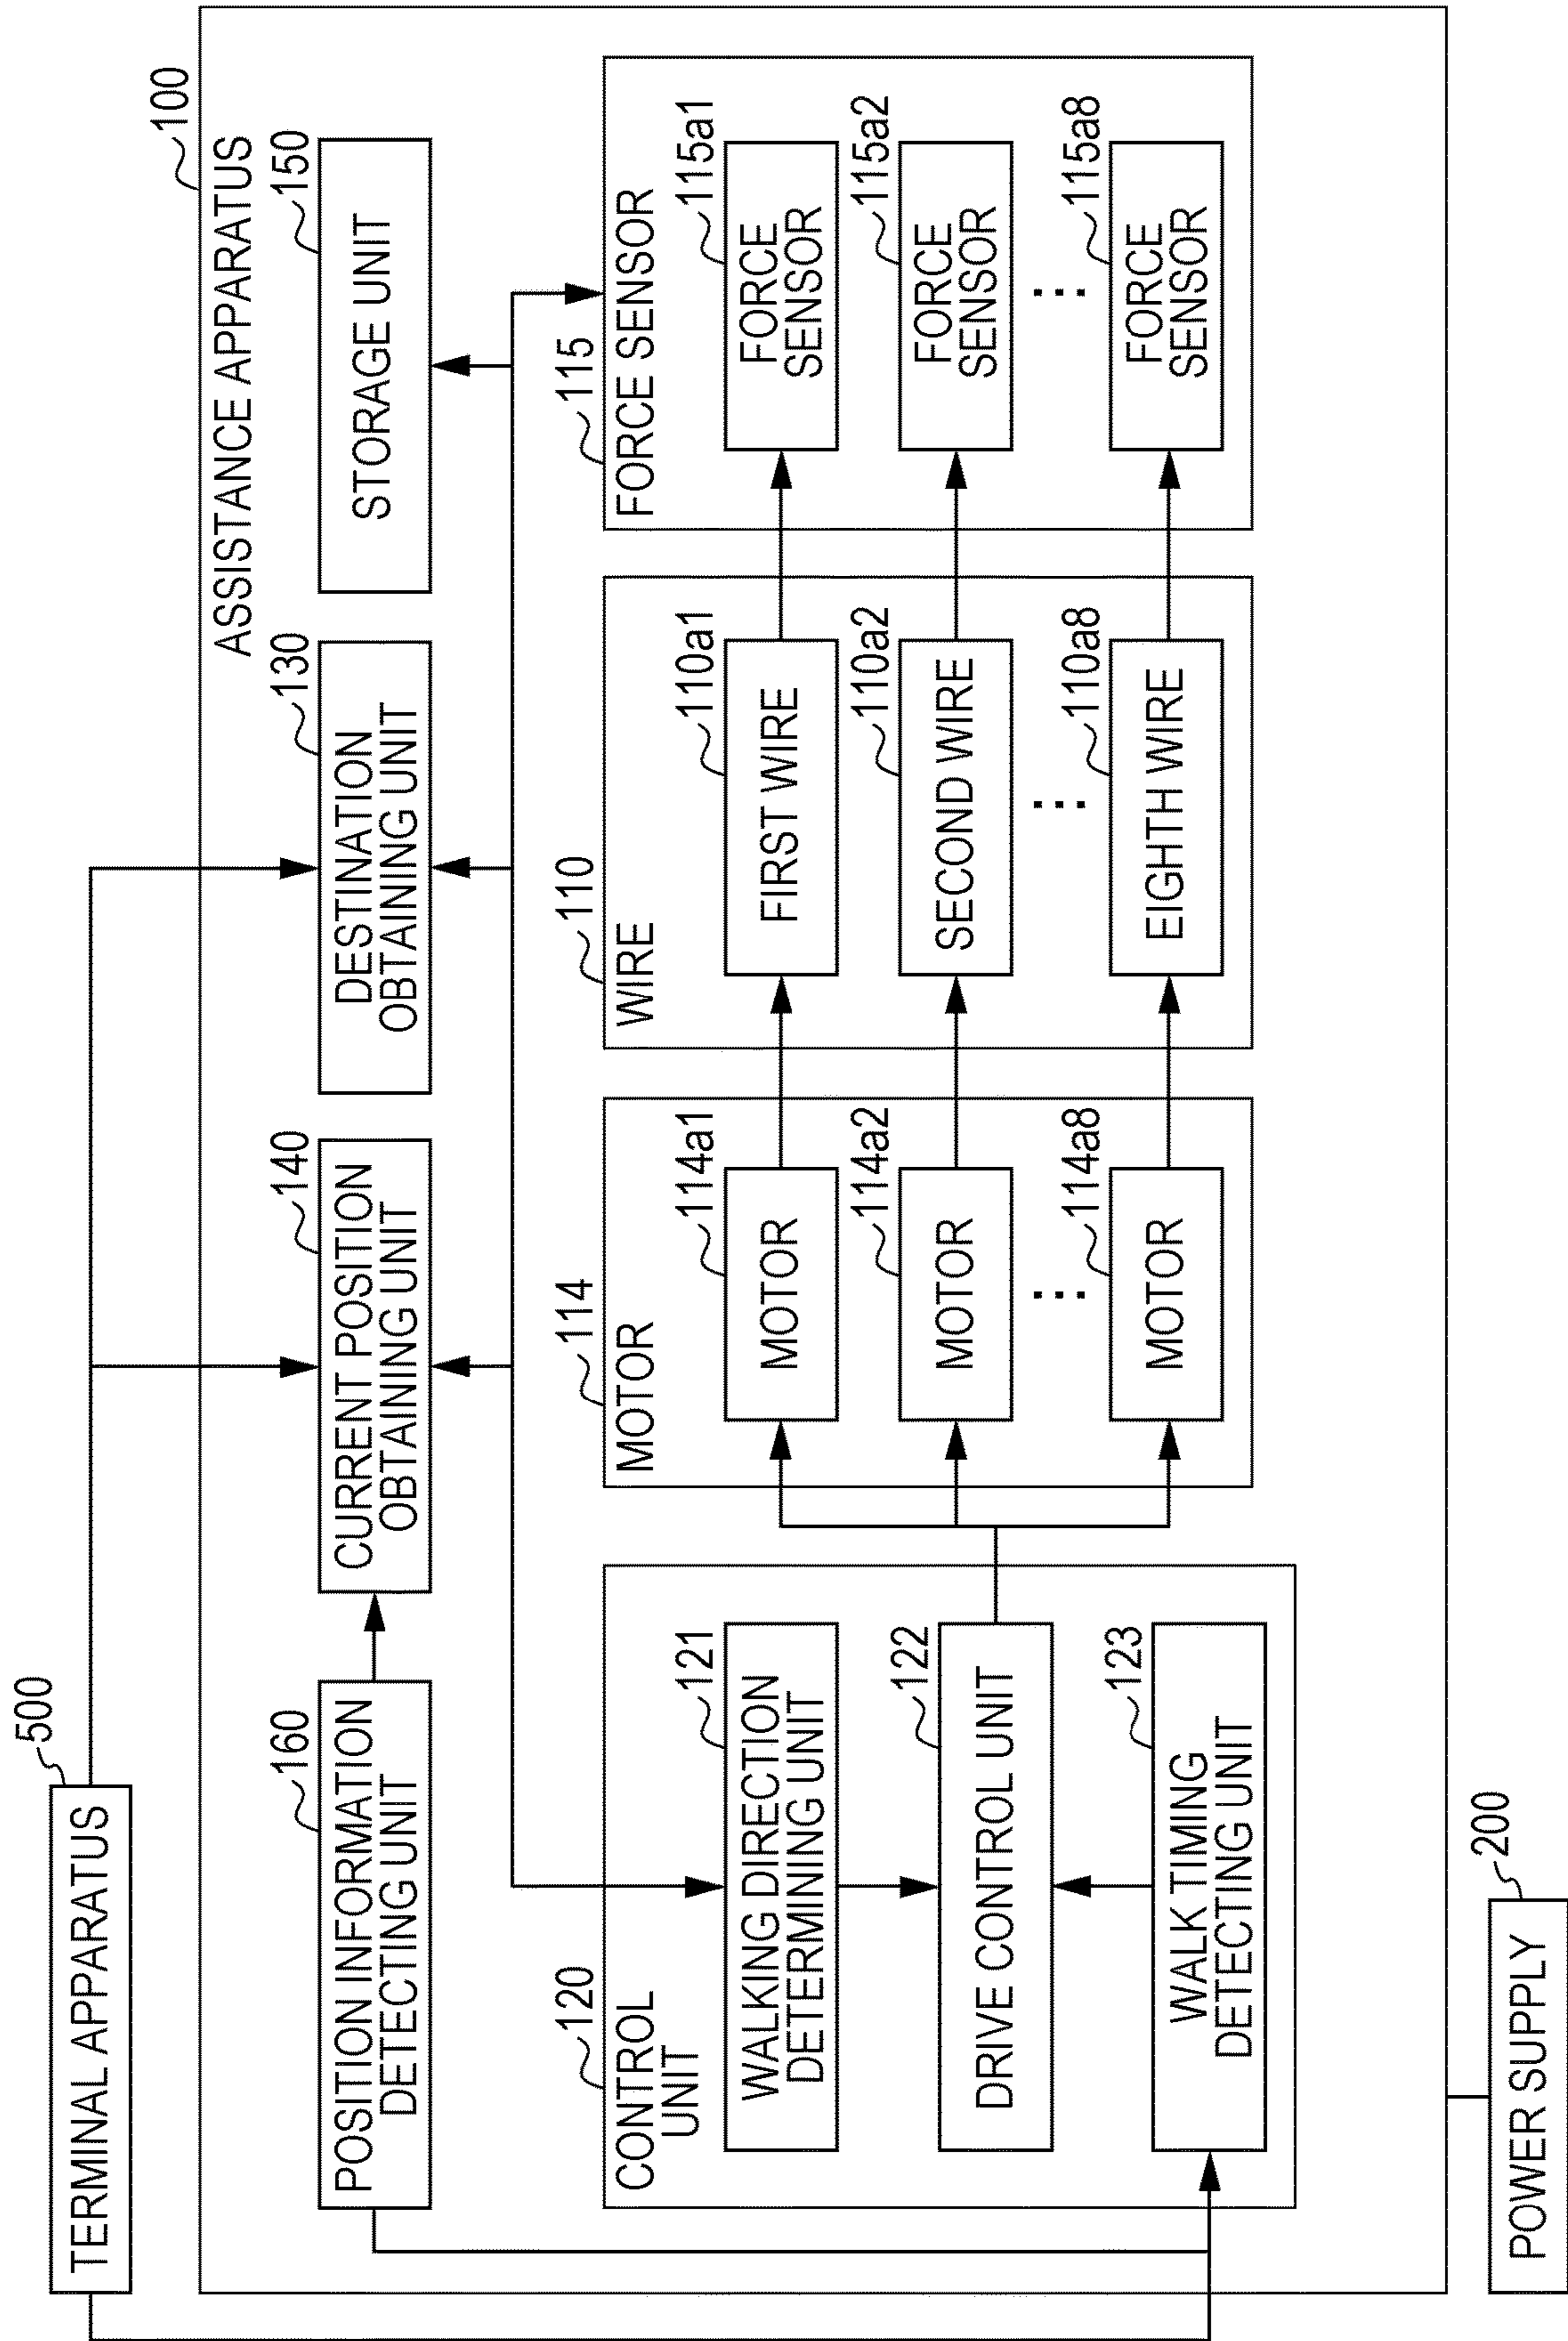 TERMINAL APPARATUS
500
100
ASSISTANCE APPARATUS
160
POSITION INFORMATION
DETECTING UNIT
140
CURRENT POSITION
OBTAINING UNIT
130
DESTINATION
OBTAINING UNIT
150
STORAGE UNIT
120
CONTROL
UNIT
121
WALKING DIRECTION
DETERMINING UNIT
122
DRIVE CONTROL UNIT
123
WALK TIMING
DETECTING UNIT
114
MOTOR
114a1
MOTOR
114a2
MOTOR
114a8
MOTOR
110
WIRE
110a1
FIRST WIRE
110a2
SECOND WIRE
110a8
EIGHTH WIRE
115
FORCE SENSOR
115a1
FORCE
SENSOR
115a2
FORCE
SENSOR
115a8
FORCE
SENSOR
200
POWER SUPPLY